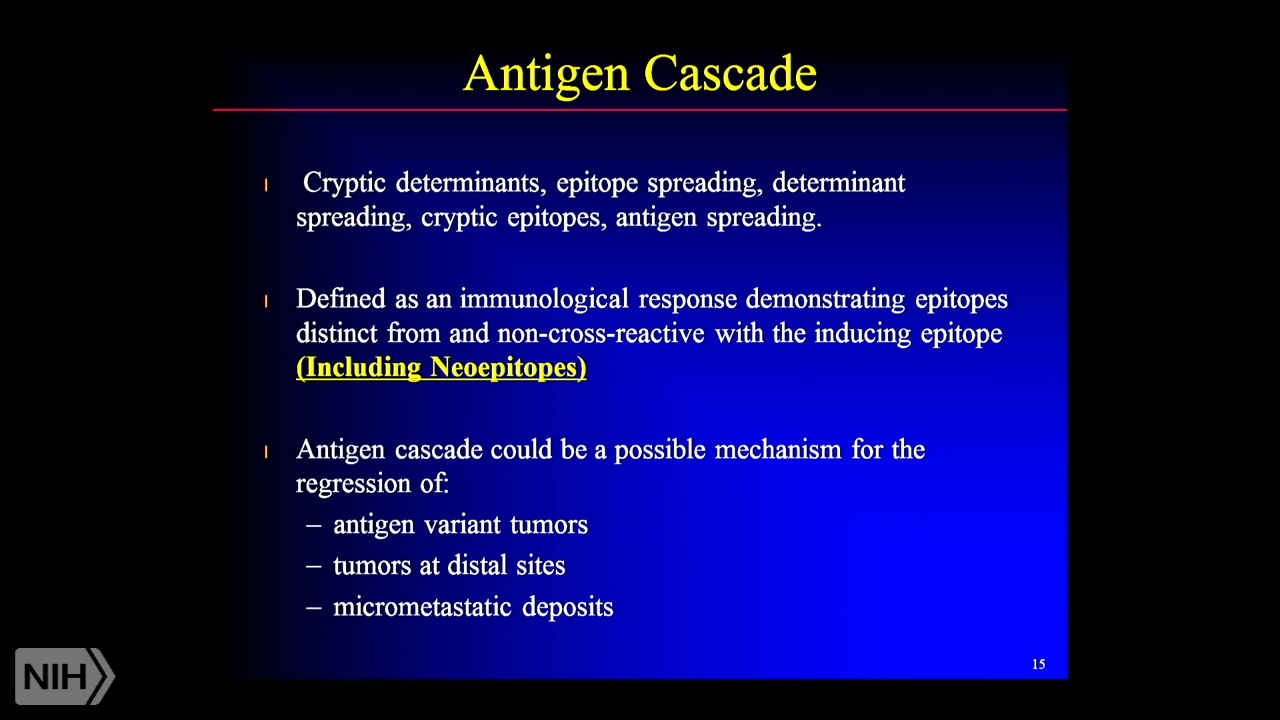 Antigen Cascade
Cryptic determinants, epitope spreading, determinant
spreading, cryptic epitopes, antigen spreading.
Defined as an immunological response demonstrating epitopes
distinct from and non-cross-reactive with the inducing epitope
(Including Neoepitopes)
Antigen cascade could be a possible mechanism for the
regression of:
– antigen variant tumors
– tumors at distal sites
– micrometastatic deposits
15
NIH